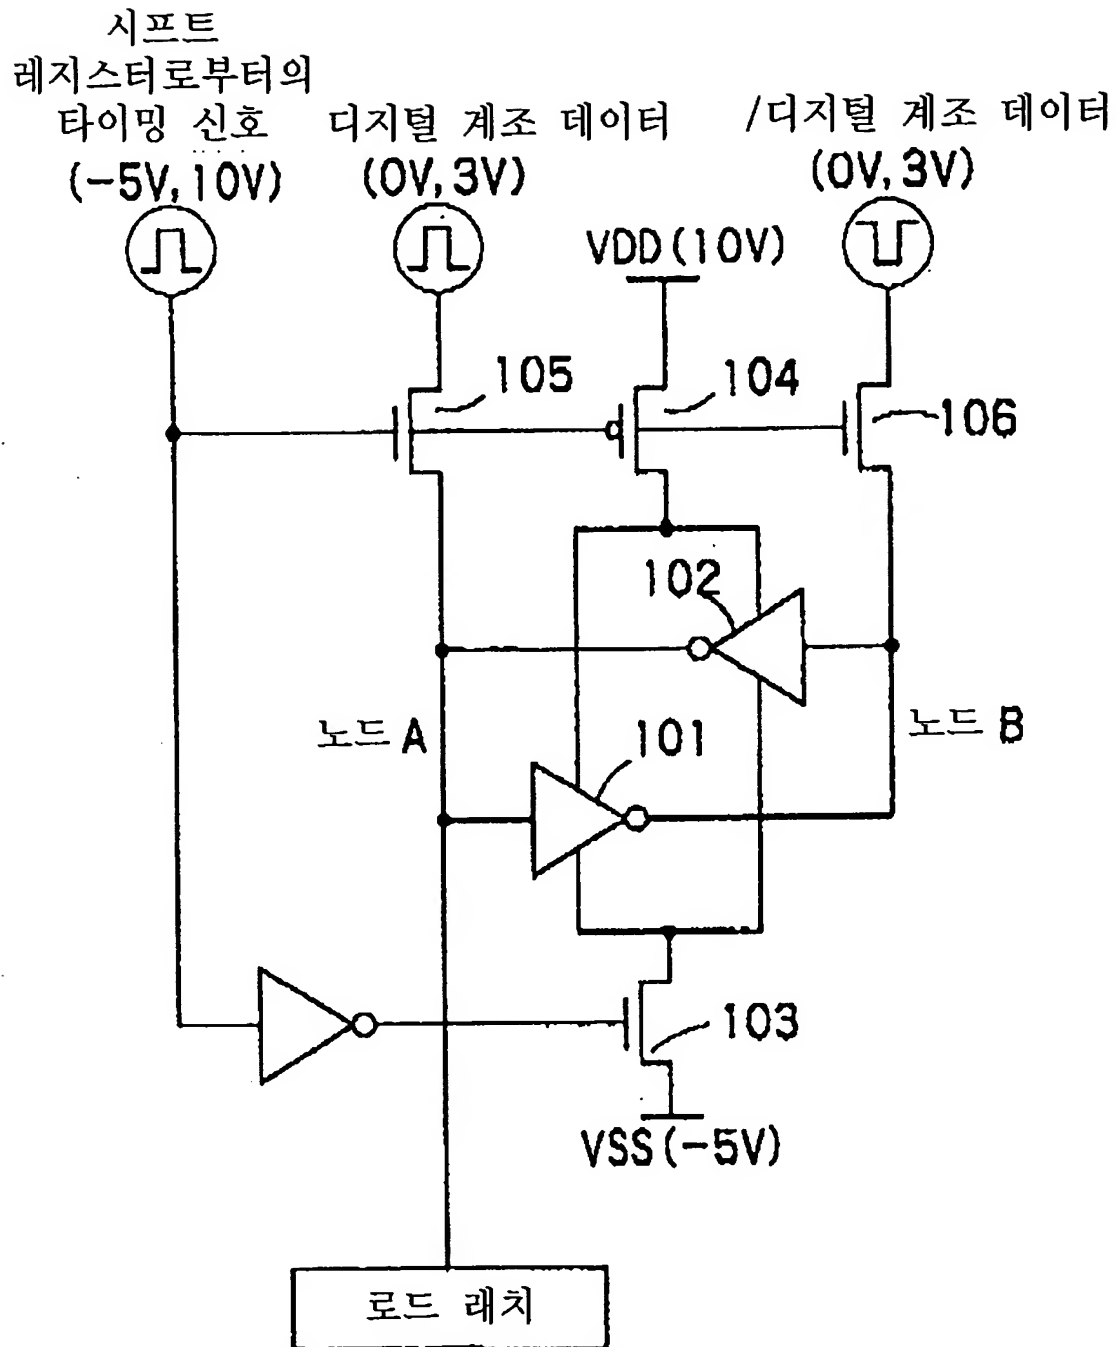 시프트
레지스터로부터의
타이밍 신호
(-5V, 10V)
디지털 계조 데이터
(0V, 3V)
/디지털 계조 데이터
(0V, 3V)
VDD (10V)
105
104
106
102
노드 A
101
노드 B
103
VSS (-5V)
로드 래치